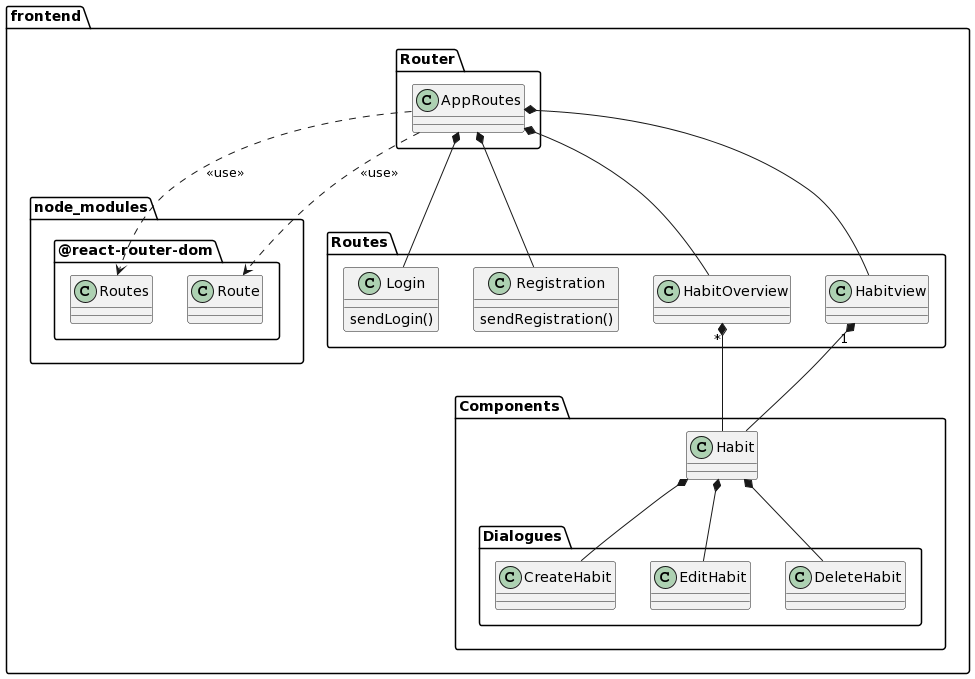 frontend
Router
C AppRoutes
«use»
«use»
node_modules
@react-router-dom
C Routes
C Route
Routes
C Login
sendLogin()
C Registration
sendRegistration()
C HabitOverview
C Habitview
*
1
Components
C Habit
Dialogues
C CreateHabit
C EditHabit
C DeleteHabit